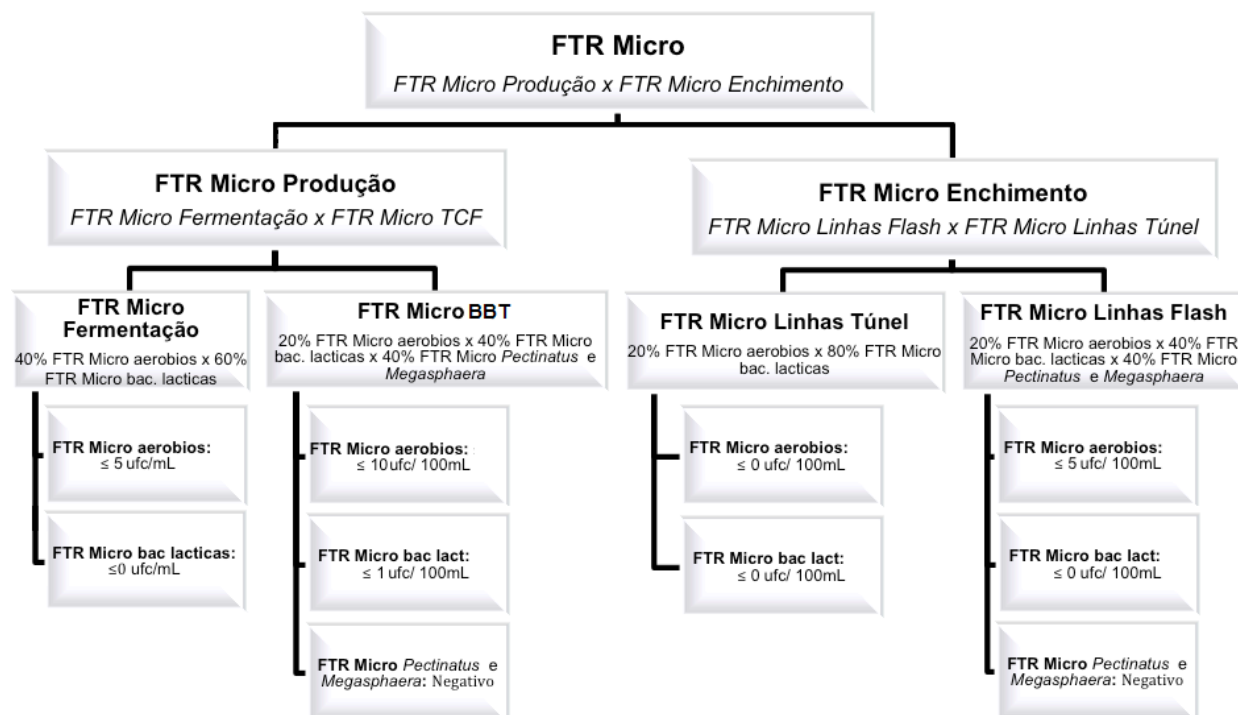 FTR Micro
FTR Micro Produção x FTR Micro Enchimento
FTR Micro Produção
FTR Micro Fermentação x FTR Micro TCF
FTR Micro Enchimento
FTR Micro Linhas Flash x FTR Micro Linhas Túnel
FTR Micro
Fermentação
40% FTR Micro aerobios x 60%
FTR Micro bac. lacticas
FTR Micro BBT
20% FTR Micro aerobios x 40% FTR Micro
bac. lacticas x 40% FTR Micro Pectinatus e
Megasphaera
FTR Micro Linhas Túnel
20% FTR Micro aerobios x 80% FTR Micro
bac. lacticas
FTR Micro Linhas Flash
20% FTR Micro aerobios x 40% FTR
Micro bac. lacticas x 40% FTR Micro
Pectinatus e Megasphaera
FTR Micro aerobios:
≤ 5 ufc/mL
FTR Micro bac lacticas:
≤0 ufc/mL
FTR Micro aerobios:
≤ 10 ufc/ 100mL
FTR Micro bac lact:
≤ 1 ufc/ 100mL
FTR Micro Pectinatus e
Megasphaera: Negativo
FTR Micro aerobios:
≤ 0 ufc/ 100mL
FTR Micro bac lact:
≤ 0 ufc/ 100mL
FTR Micro aerobios:
≤ 5 ufc/ 100mL
FTR Micro bac lact:
≤ 0 ufc/ 100mL
FTR Micro Pectinatus e
Megasphaera: Negativo